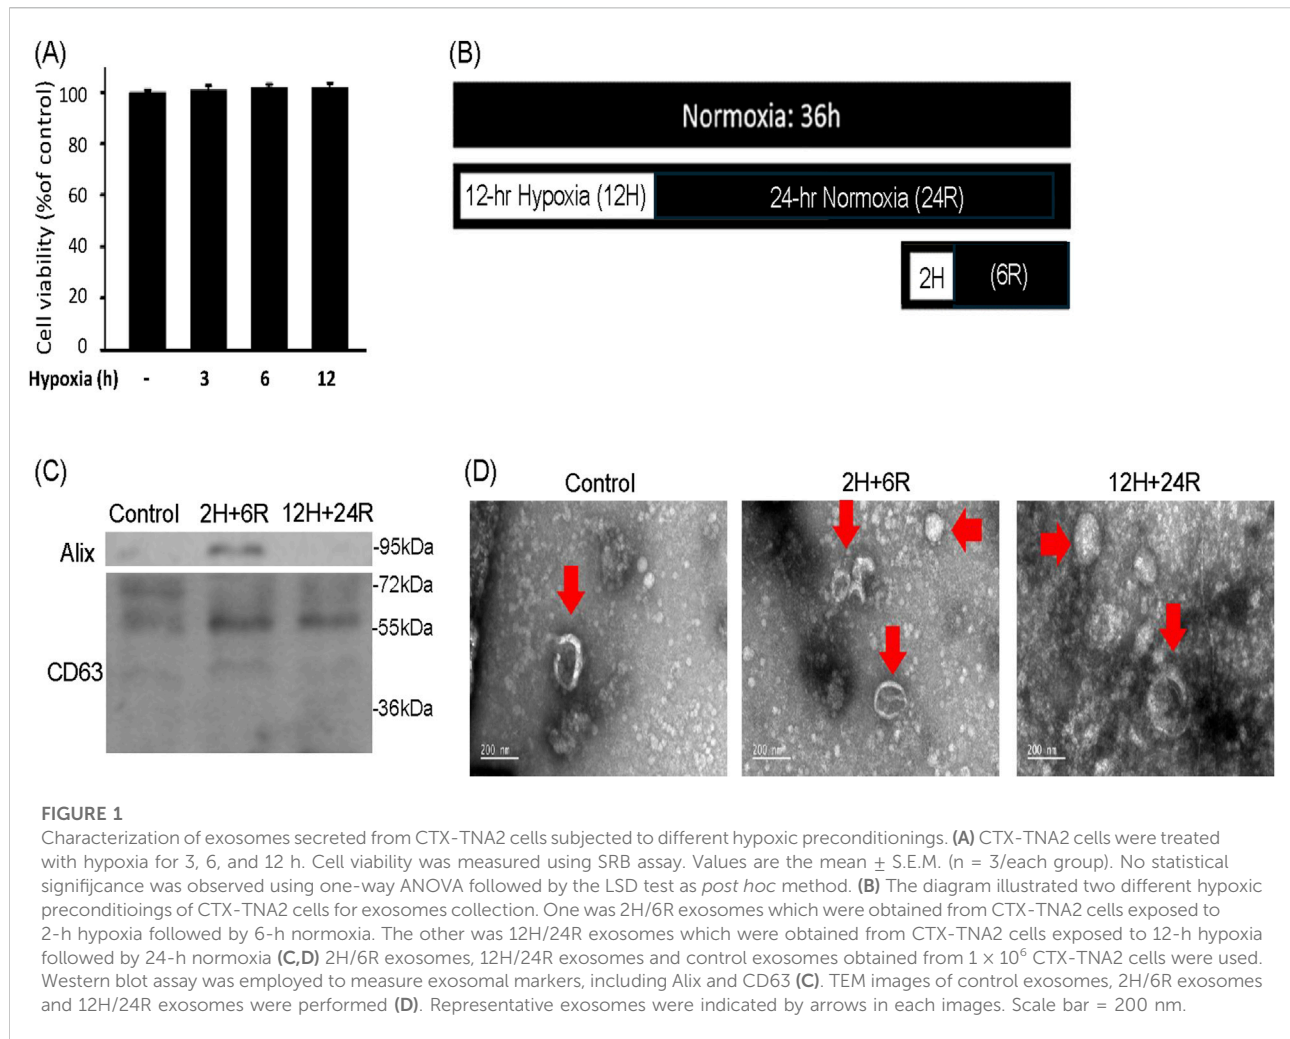 (A)
Cell viability (%of control)
100
80
60
40
20
0
Hypoxia (h) - 3 6 12
(B)
Normoxia: 36h
12-hr Hypoxia (12H) 24-hr Normoxia (24R)
2H (6R)
(C)
Control 2H+6R 12H+24R
Alix -95kDa
-72kDa
-55kDa
CD63
-36kDa
(D)
Control 2H+6R 12H+24R
200 nm 200 nm 200 nm
FIGURE 1
Characterization of exosomes secreted from CTX-TNA2 cells subjected to different hypoxic preconditionings. (A) CTX-TNA2 cells were treated
with hypoxia for 3, 6, and 12 h. Cell viability was measured using SRB assay. Values are the mean ± S.E.M. (n = 3/each group). No statistical
signifijcance was observed using one-way ANOVA followed by the LSD test as post hoc method. (B) The diagram illustrated two different hypoxic
preconditioings of CTX-TNA2 cells for exosomes collection. One was 2H/6R exosomes which were obtained from CTX-TNA2 cells exposed to
2-h hypoxia followed by 6-h normoxia. The other was 12H/24R exosomes which were obtained from CTX-TNA2 cells exposed to 12-h hypoxia
followed by 24-h normoxia (C,D) 2H/6R exosomes, 12H/24R exosomes and control exosomes obtained from 1 × 10⁶ CTX-TNA2 cells were used.
Western blot assay was employed to measure exosomal markers, including Alix and CD63 (C). TEM images of control exosomes, 2H/6R exosomes
and 12H/24R exosomes were performed (D). Representative exosomes were indicated by arrows in each images. Scale bar = 200 nm.